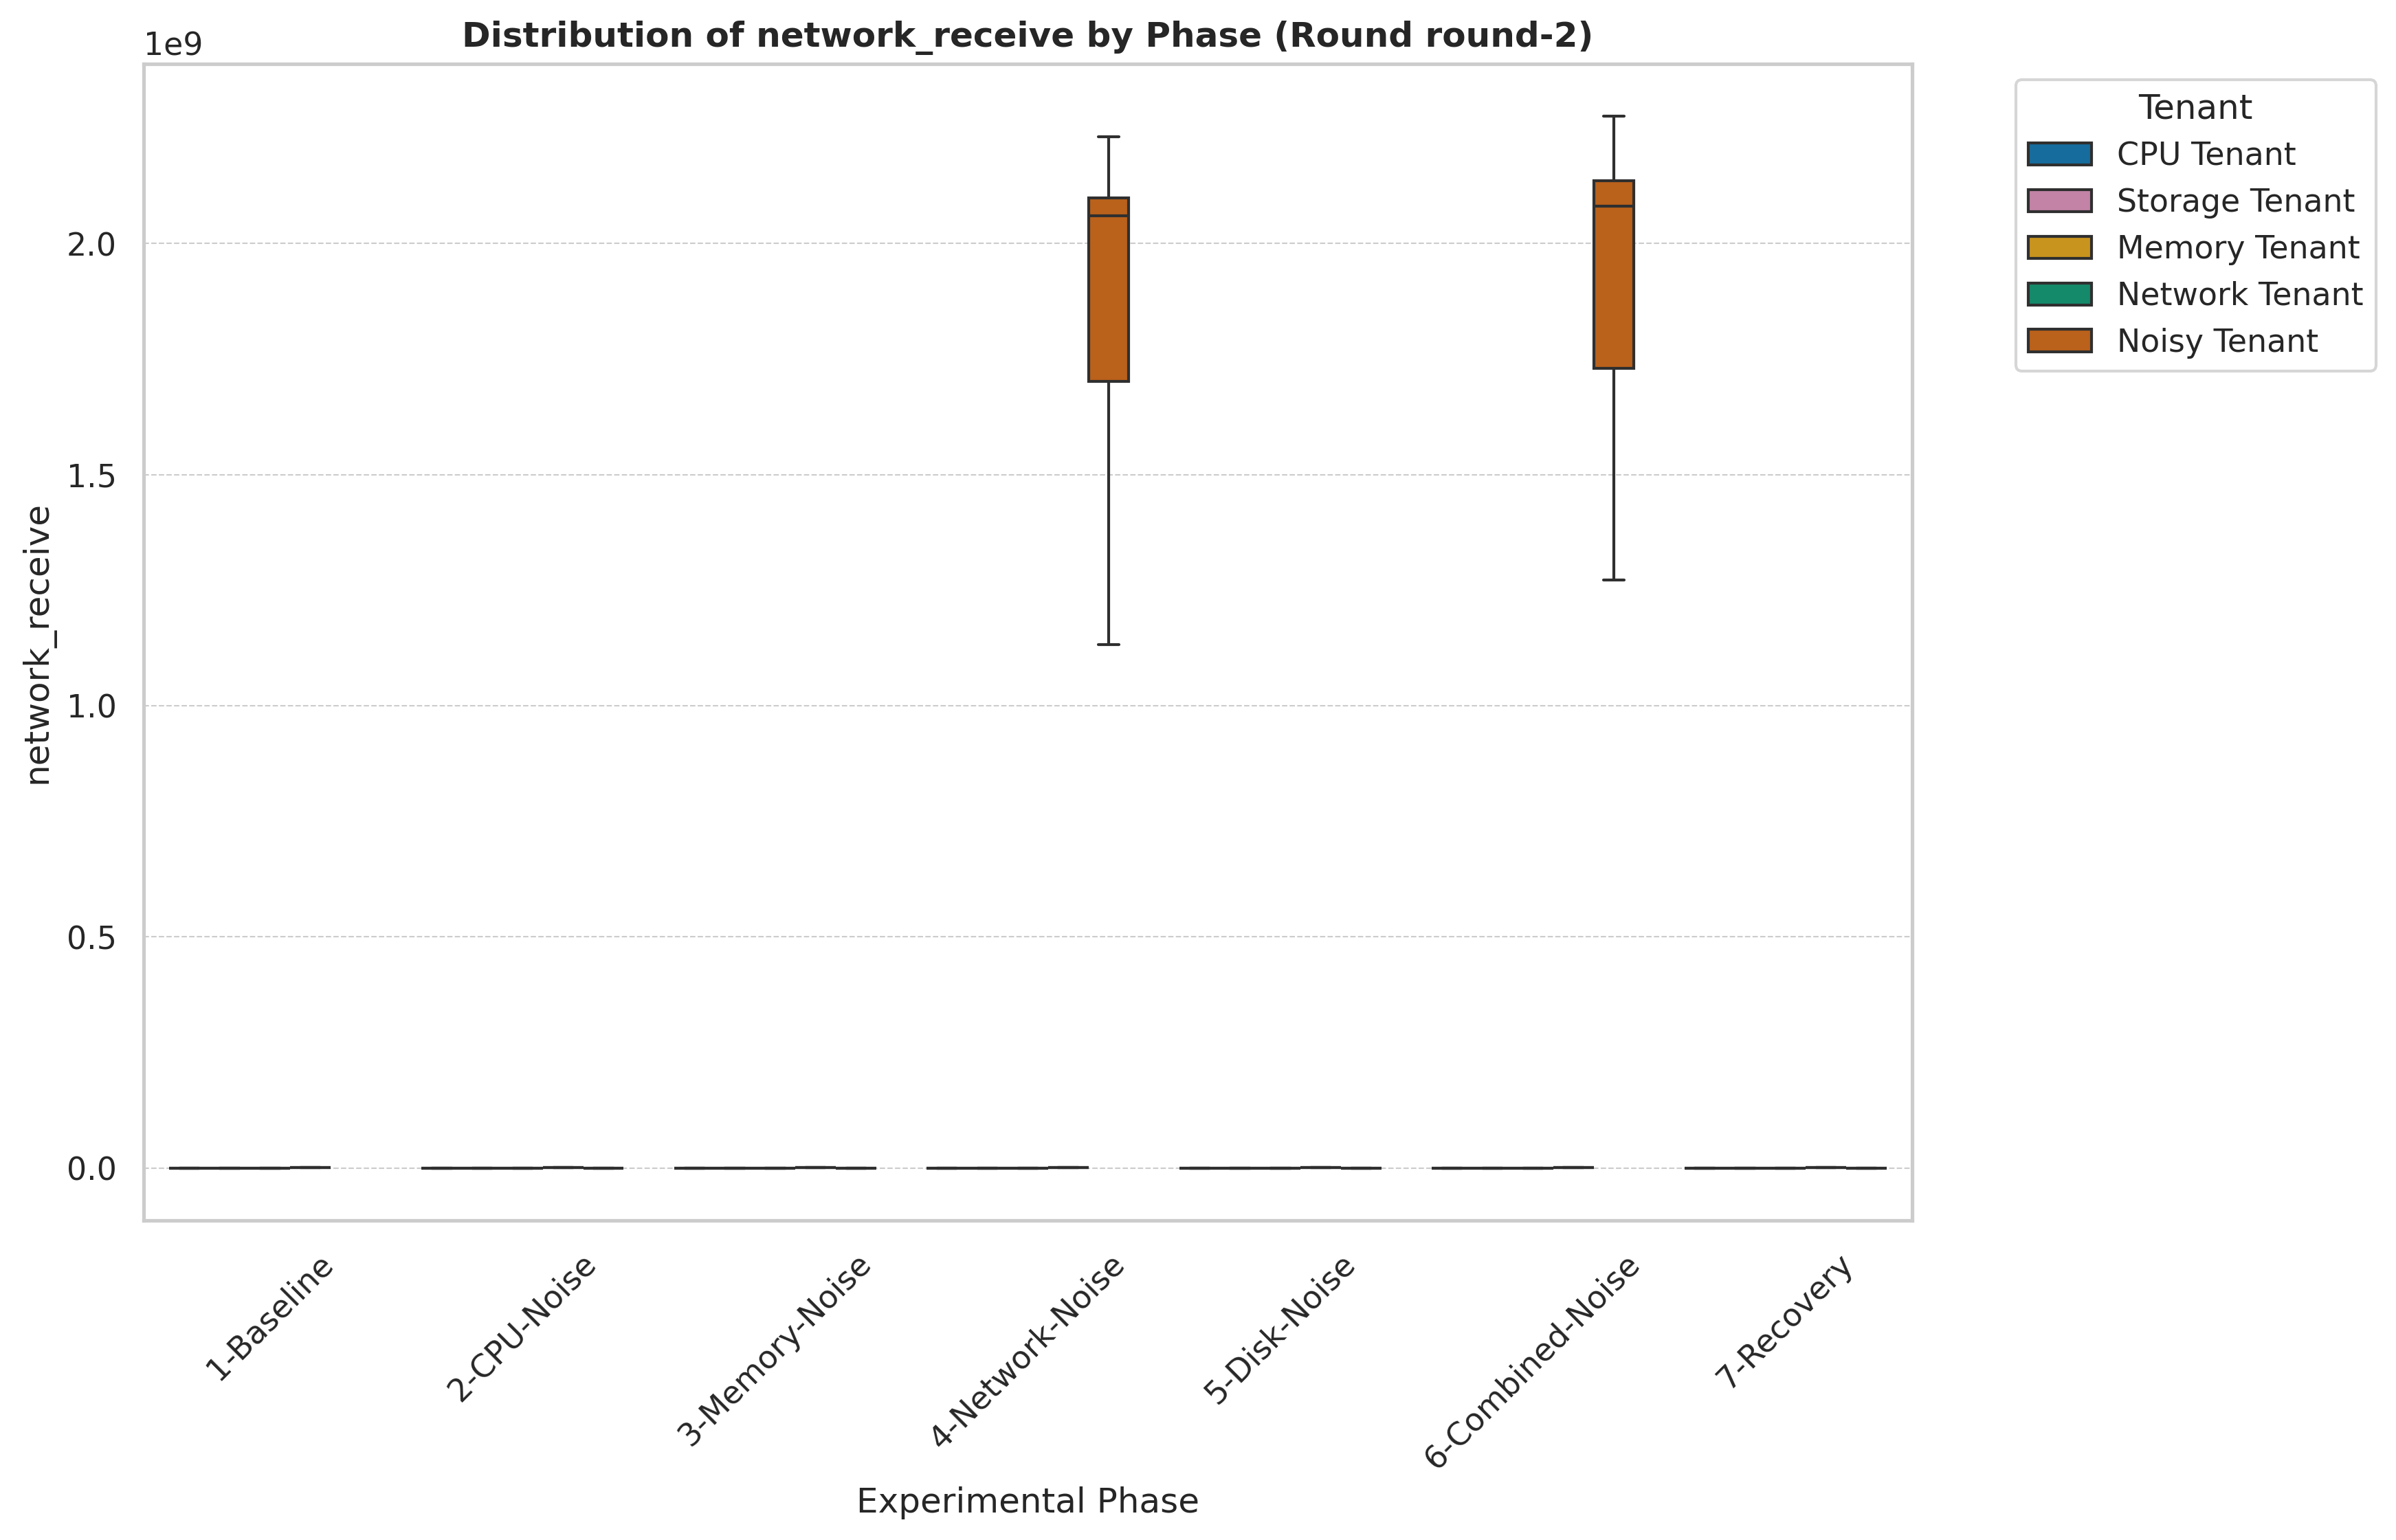 Distribution of network_receive by Phase (Round round-2)
1e9
2.0
1.5
1.0
0.5
0.0
network_receive
1-Baseline
2-CPU-Noise
3-Memory-Noise
4-Network-Noise
5-Disk-Noise
6-Combined-Noise
7-Recovery
Experimental Phase
Tenant
CPU Tenant
Storage Tenant
Memory Tenant
Network Tenant
Noisy Tenant